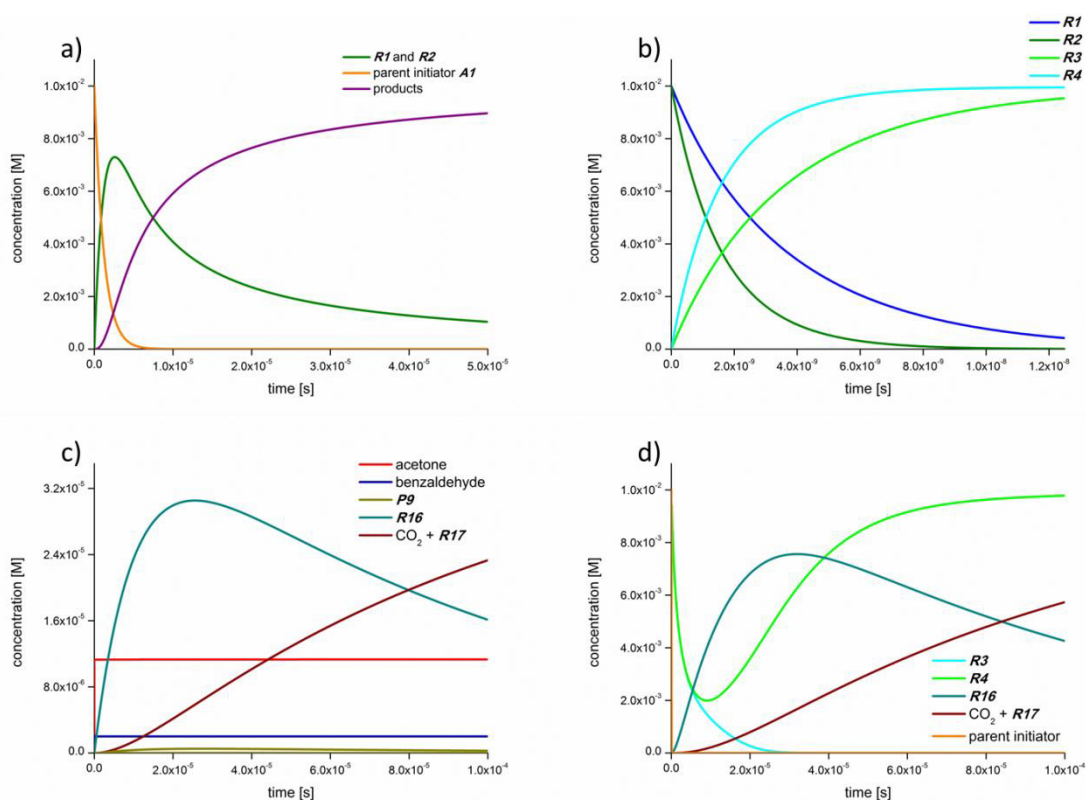 a)
R1 and R2
parent initiator A1
products
1.0x10⁻²
8.0x10⁻³
6.0x10⁻³
4.0x10⁻³
2.0x10⁻³
0.0
concentration [M]
0.0 1.0x10⁻⁵ 2.0x10⁻⁵ 3.0x10⁻⁵ 4.0x10⁻⁵ 5.0x10⁻⁵
time [s]
b)
R1
R2
R3
R4
1.0x10⁻²
8.0x10⁻³
6.0x10⁻³
4.0x10⁻³
2.0x10⁻³
0.0
concentration [M]
0.0 2.0x10⁻⁹ 4.0x10⁻⁹ 6.0x10⁻⁹ 8.0x10⁻⁹ 1.0x10⁻⁸ 1.2x10⁻⁸
time [s]
c)
acetone
benzaldehyde
P9
R16
CO₂ + R17
3.2x10⁻⁵
2.4x10⁻⁵
1.6x10⁻⁵
8.0x10⁻⁶
0.0
concentration [M]
0.0 2.0x10⁻⁵ 4.0x10⁻⁵ 6.0x10⁻⁵ 8.0x10⁻⁵ 1.0x10⁻⁴
time [s]
d)
1.0x10⁻²
8.0x10⁻³
6.0x10⁻³
4.0x10⁻³
2.0x10⁻³
0.0
concentration [M]
R3
R4
R16
CO₂ + R17
parent initiator
0.0 2.0x10⁻⁵ 4.0x10⁻⁵ 6.0x10⁻⁵ 8.0x10⁻⁵ 1.0x10⁻⁴
time [s]